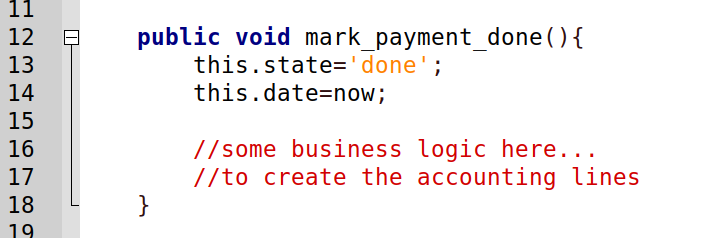 11
12 public void mark_payment_done(){
13 this.state='done';
14 this.date=now;
15
16 //some business logic here...
17 //to create the accounting lines
18 }
19